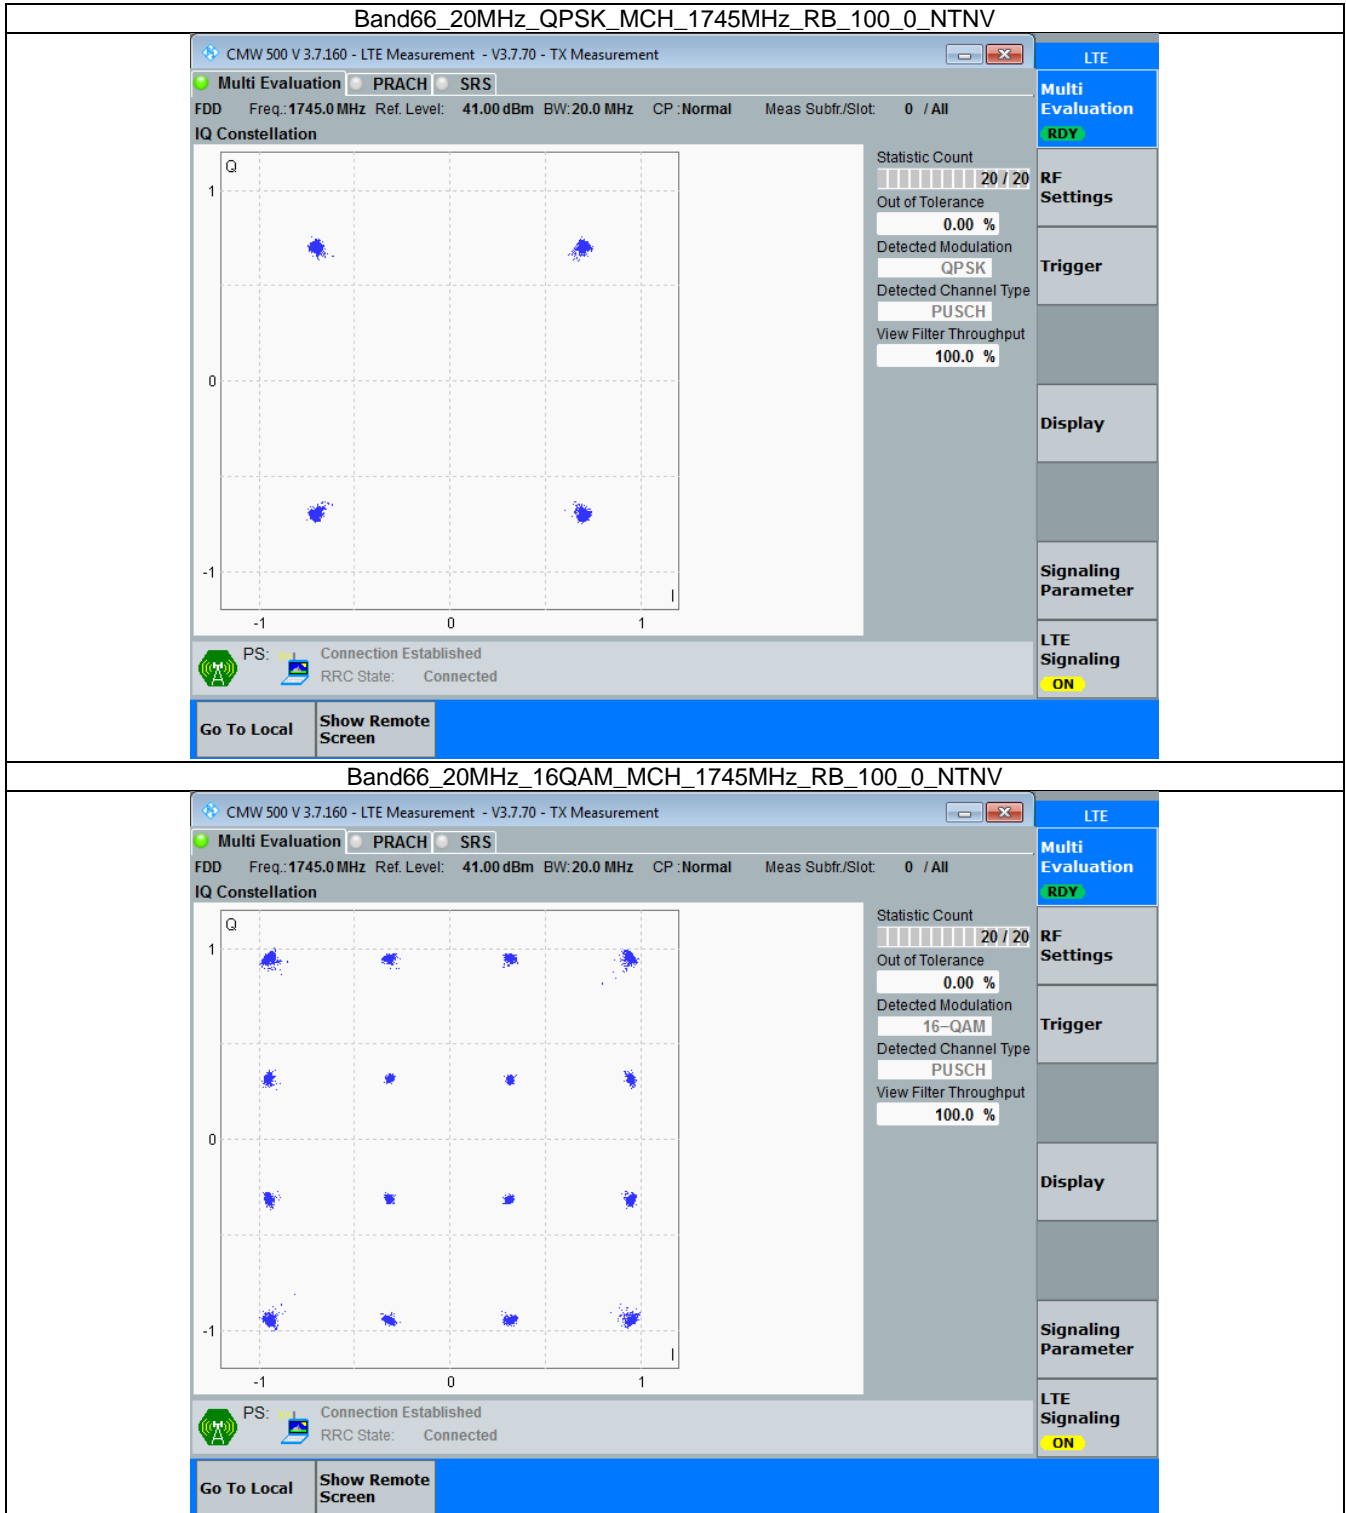 Band66_20MHz_QPSK_MCH_1745MHz_RB_100_0_NTNV
CMW 500 V 3.7.160 - LTE Measurement - V3.7.70 - TX Measurement
LTE
Multi Evaluation PRACH SRS
Multi
Evaluation
RDY
FDD Freq.: 1745.0 MHz Ref. Level: 41.00 dBm BW: 20.0 MHz CP : Normal Meas Subfr./Slot: 0 / All
IQ Constellation
Q
1
0
-1
I
-1 0 1
Statistic Count
20 / 20
Out of Tolerance
0.00 %
Detected Modulation
QPSK
Detected Channel Type
PUSCH
View Filter Throughput
100.0 %
RF
Settings
Trigger
Display
Signaling
Parameter
LTE
Signaling
ON
PS: Connection Established
RRC State: Connected
Go To Local
Show Remote
Screen
Band66_20MHz_16QAM_MCH_1745MHz_RB_100_0_NTNV
CMW 500 V 3.7.160 - LTE Measurement - V3.7.70 - TX Measurement
LTE
Multi Evaluation PRACH SRS
Multi
Evaluation
RDY
FDD Freq.: 1745.0 MHz Ref. Level: 41.00 dBm BW: 20.0 MHz CP : Normal Meas Subfr./Slot: 0 / All
IQ Constellation
Q
1
0
-1
I
-1 0 1
Statistic Count
20 / 20
Out of Tolerance
0.00 %
Detected Modulation
16-QAM
Detected Channel Type
PUSCH
View Filter Throughput
100.0 %
RF
Settings
Trigger
Display
Signaling
Parameter
LTE
Signaling
ON
PS: Connection Established
RRC State: Connected
Go To Local
Show Remote
Screen